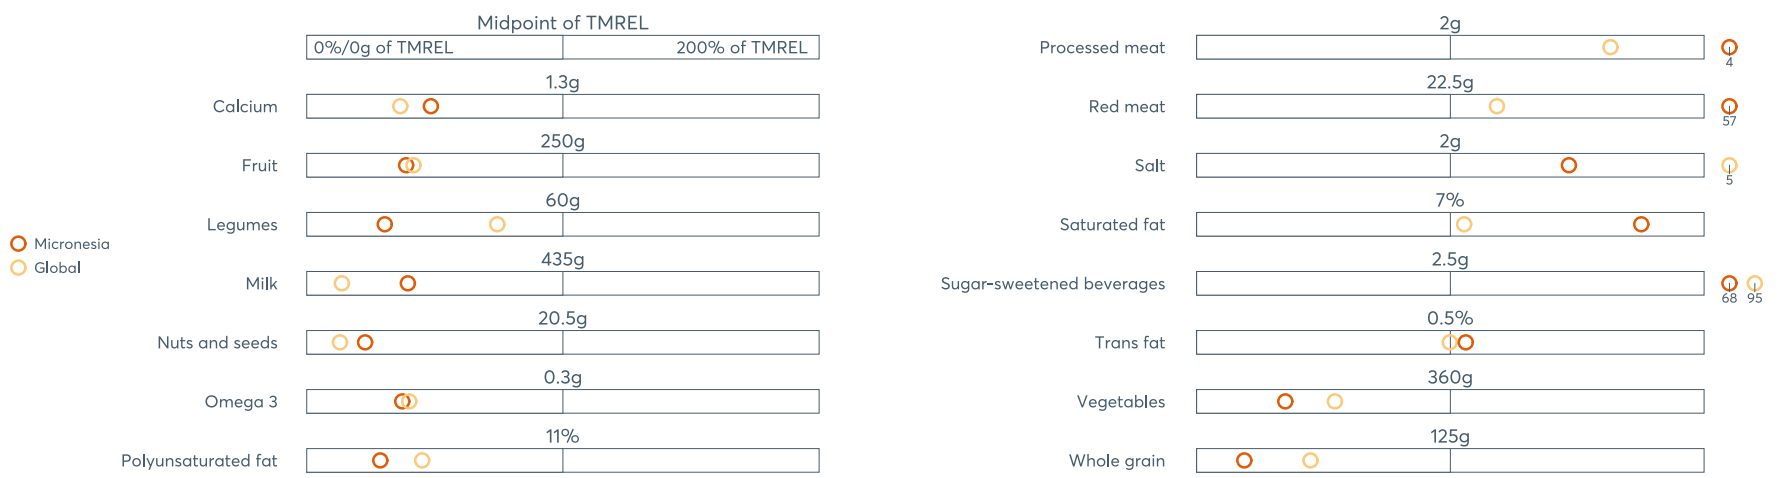 Midpoint of TMREL
0%/0g of TMREL 200% of TMREL
1.3g
Calcium
250g
Fruit
60g
Legumes
Micronesia
Global
435g
Milk
20.5g
Nuts and seeds
0.3g
Omega 3
11%
Polyunsaturated fat
2g
Processed meat
4
22.5g
Red meat
57
2g
Salt
5
7%
Saturated fat
2.5g
Sugar-sweetened beverages
68 95
0.5%
Trans fat
360g
Vegetables
125g
Whole grain